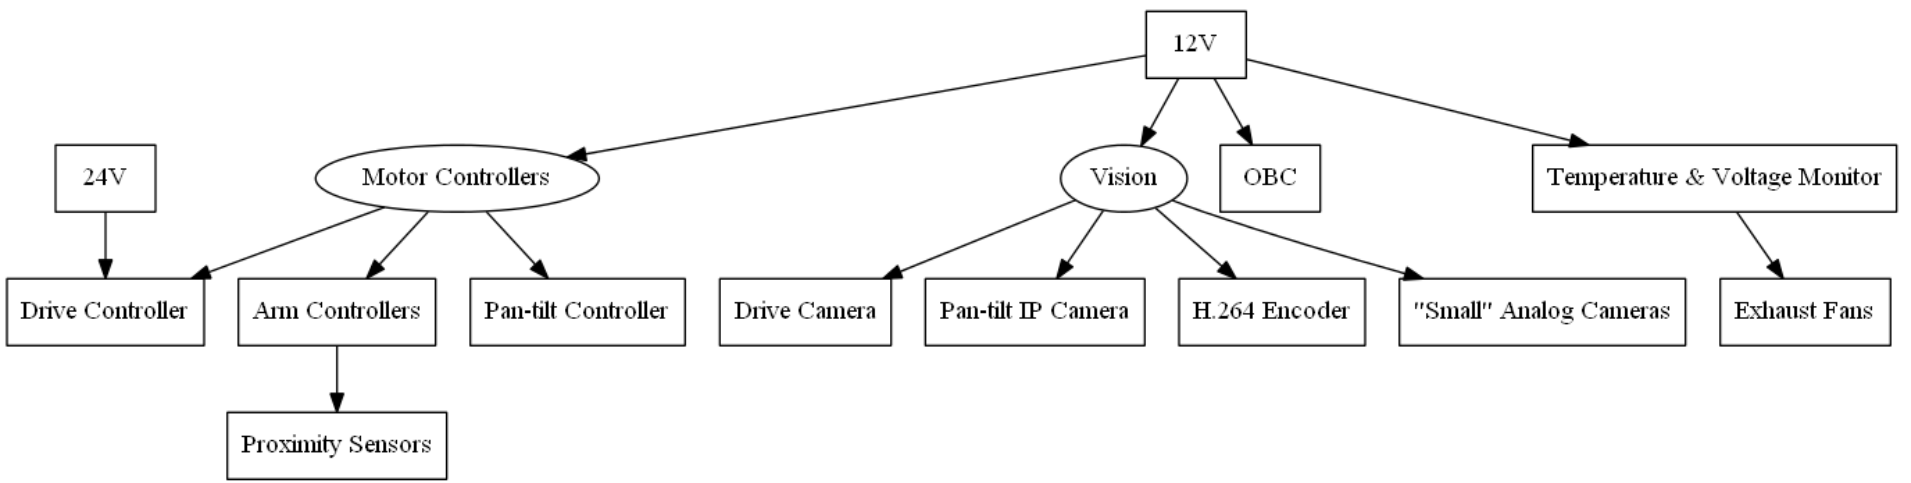 12V
24V
Motor Controllers
Vision
OBC
Temperature & Voltage Monitor
Drive Controller
Arm Controllers
Pan-tilt Controller
Drive Camera
Pan-tilt IP Camera
H.264 Encoder
"Small" Analog Cameras
Exhaust Fans
Proximity Sensors